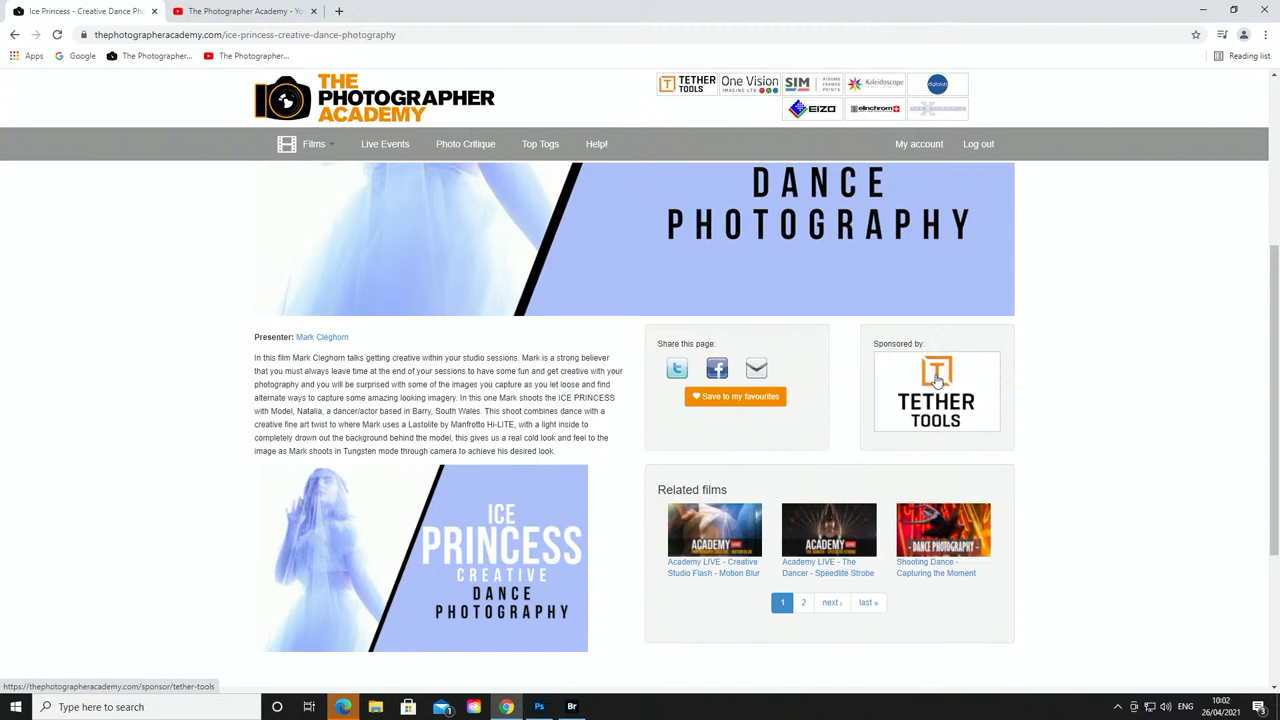 Ice Princess - Creative Dance Ph
The Photographer Academy - Yo
thephotographeracademy.com/ice-princess-creative-dance-photography
Apps
Google
The Photographer...
The Photographer...
Reading list
THE
PHOTOGRAPHER
ACADEMY
TETHER
TOOLS
One Vision
IMAGING LTD
SIM
ALBUMS
FRAMES
PRINTS
Kaleidoscope
digitalab
EIZO
elinchrom
Films
Live Events
Photo Critique
Top Togs
Help!
My account
Log out
DANCE
PHOTOGRAPHY
Presenter: Mark Cleghorn
In this film Mark Cleghorn talks getting creative within your studio sessions. Mark is a strong believer
that you must always leave time at the end of your sessions to have some fun and get creative with your
photography and you will be surprised with some of the images you capture as you let loose and find
alternate ways to capture some amazing looking imagery. In this one Mark shoots the ICE PRINCESS
with Model, Natalia, a dancer/actor based in Barry, South Wales. This shoot combines dance with a
creative fine art twist to where Mark uses a Lastolite by Manfrotto Hi-LITE, with a light inside to
completely drown out the background behind the model, this gives us a real cold look and feel to the
image as Mark shoots in Tungsten mode through camera to achieve his desired look.
Share this page:
Save to my favourites
Sponsored by:
TETHER
TOOLS
ICE
PRINCESS
CREATIVE
DANCE
PHOTOGRAPHY
Related films
ACADEMY LIVE
ACADEMY LIVE
- DANCE PHOTOGRAPHY -
Academy LIVE - Creative
Studio Flash - Motion Blur
Academy LIVE - The
Dancer - Speedlite Strobe
Shooting Dance -
Capturing the Moment
1
2
next ›
last »
https://thephotographeracademy.com/sponsor/tether-tools
Type here to search
Ps
Br
ENG
10:02
26/04/2021